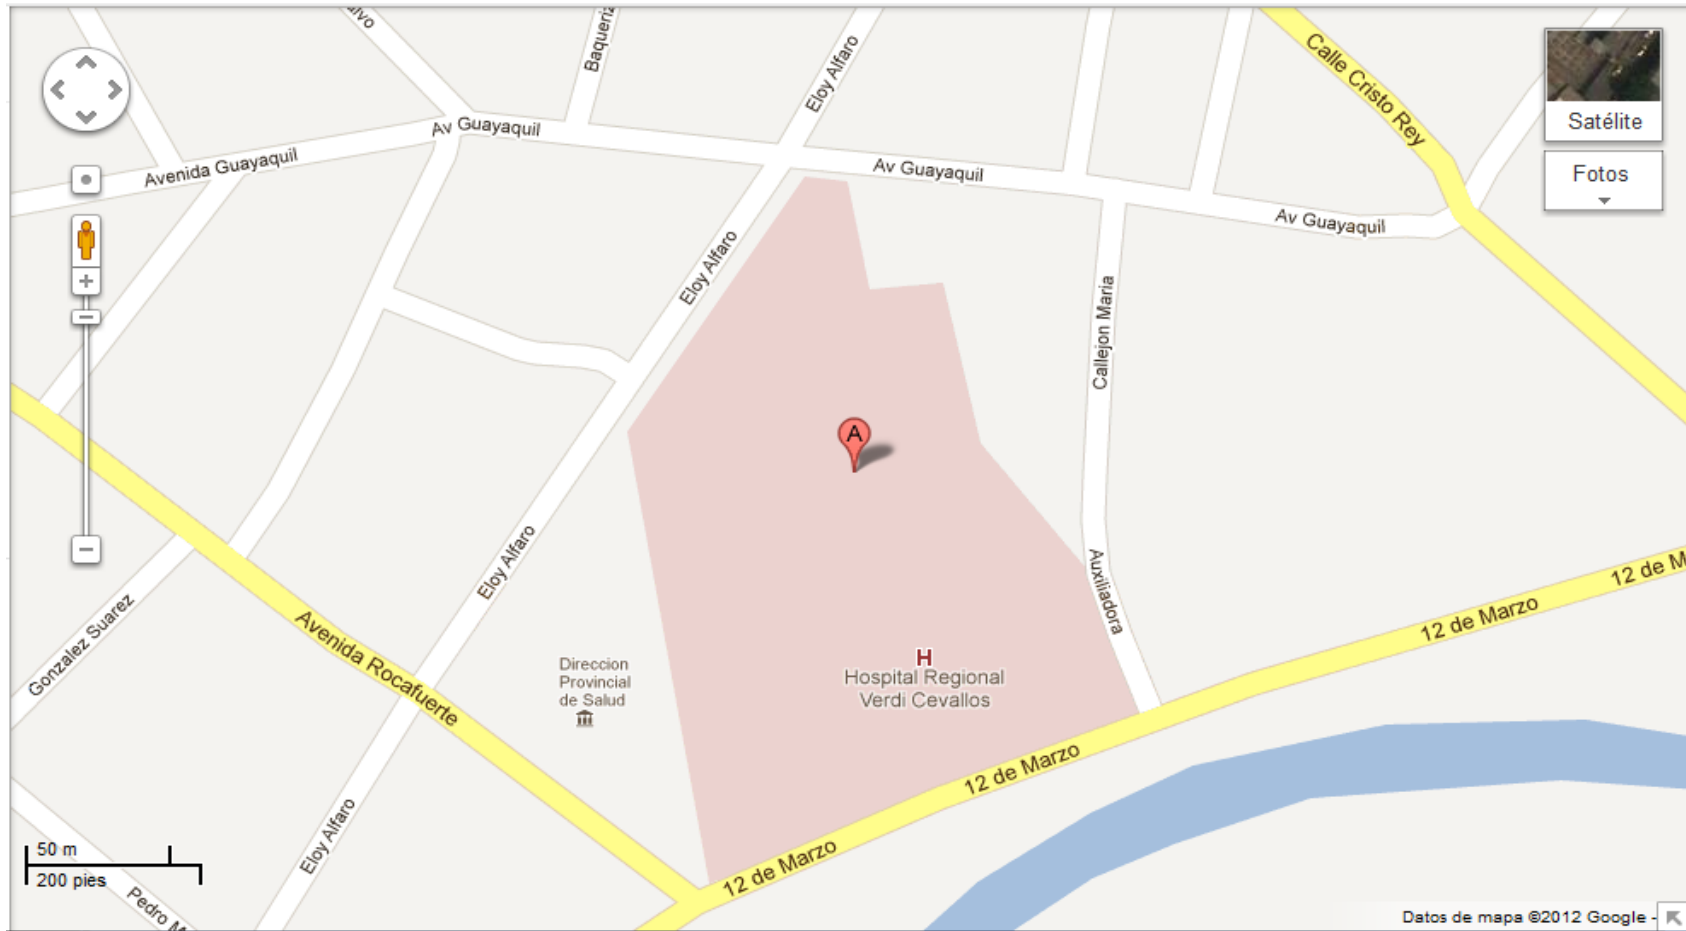 Baqueriz
Eloy Alfaro
Calle Cristo Rey
Satélite
Fotos
Av Guayaquil
Avenida Guayaquil
Av Guayaquil
Av Guayaquil
Eloy Alfaro
Callejon Maria
A
Eloy Alfaro
Auxiliadora
12 de M
12 de Marzo
Gonzalez Suarez
Avenida Rocafuerte
Direccion
Provincial
de Salud
H
Hospital Regional
Verdi Cevallos
12 de Marzo
Eloy Alfaro
12 de Marzo
50 m
200 pies
Pedro M
Datos de mapa ©2012 Google -